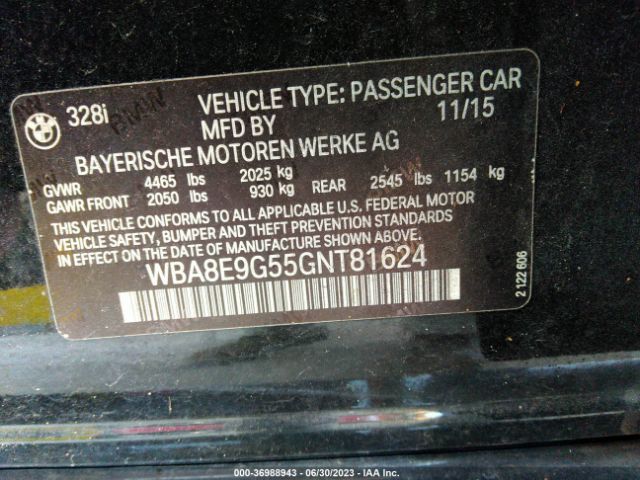 328i
VEHICLE TYPE: PASSENGER CAR
MFD BY 11/15
BAYERISCHE MOTOREN WERKE AG
GVWR 4465 lbs 2025 kg
GAWR FRONT 2050 lbs 930 kg REAR 2545 lbs 1154 kg
THIS VEHICLE CONFORMS TO ALL APPLICABLE U.S. FEDERAL MOTOR
VEHICLE SAFETY, BUMPER AND THEFT PREVENTION STANDARDS
IN EFFECT ON THE DATE OF MANUFACTURE SHOWN ABOVE.
WBA8E9G55GNT81624
2 122 606
000-36988943 / 06/30/2023 - IAA Inc.